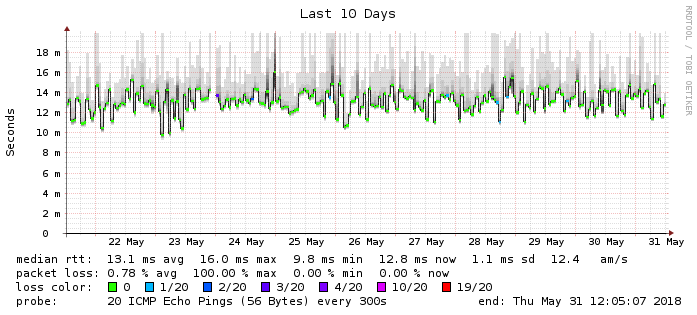 Last 10 Days
RRDTOOL / TOBI OETIKER
Seconds
18 m
16 m
14 m
12 m
10 m
8 m
6 m
4 m
2 m
0
22 May 23 May 24 May 25 May 26 May 27 May 28 May 29 May 30 May 31 May
median rtt: 13.1 ms avg 16.0 ms max 9.8 ms min 12.8 ms now 1.1 ms sd 12.4 am/s
packet loss: 0.78 % avg 100.00 % max 0.00 % min 0.00 % now
loss color: 0 1/20 2/20 3/20 4/20 10/20 19/20
probe: 20 ICMP Echo Pings (56 Bytes) every 300s end: Thu May 31 12:05:07 2018